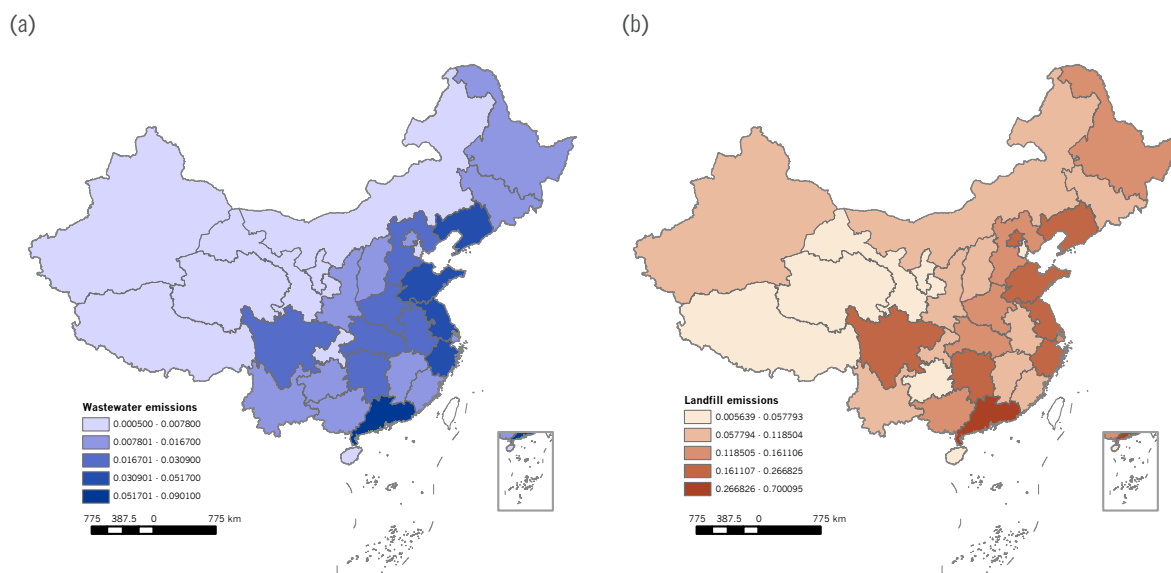 (a)
(b)
Wastewater emissions
0.000500 - 0.007800
0.007801 - 0.016700
0.016701 - 0.030900
0.030901 - 0.051700
0.051701 - 0.090100
775 387.5 0 775 km
Landfill emissions
0.005639 - 0.057793
0.057794 - 0.118504
0.118505 - 0.161106
0.161107 - 0.266825
0.266826 - 0.700095
775 387.5 0 775 km